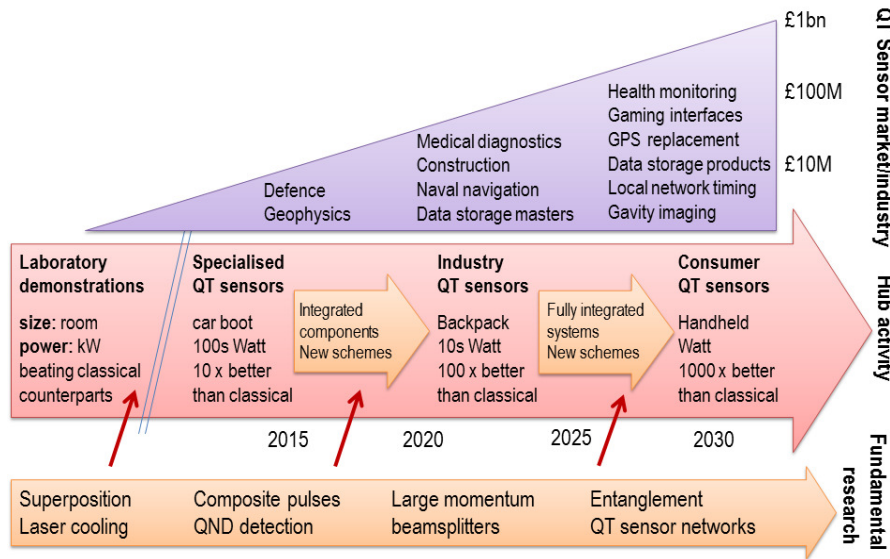 £1bn
£100M
£10M
QT Sensor market/industry
Health monitoring
Gaming interfaces
GPS replacement
Data storage products
Local network timing
Gavity imaging
Medical diagnostics
Construction
Naval navigation
Data storage masters
Defence
Geophysics
Laboratory
demonstrations
size: room
power: kW
beating classical
counterparts
Specialised
QT sensors
car boot
100s Watt
10 x better
than classical
Integrated
components
New schemes
Industry
QT sensors
Backpack
10s Watt
100 x better
than classical
Fully integrated
systems
New schemes
Consumer
QT sensors
Handheld
Watt
1000 x better
than classical
Hub activity
2015
2020
2025
2030
Superposition
Laser cooling
Composite pulses
QND detection
Large momentum
beamsplitters
Entanglement
QT sensor networks
Fundamental
research